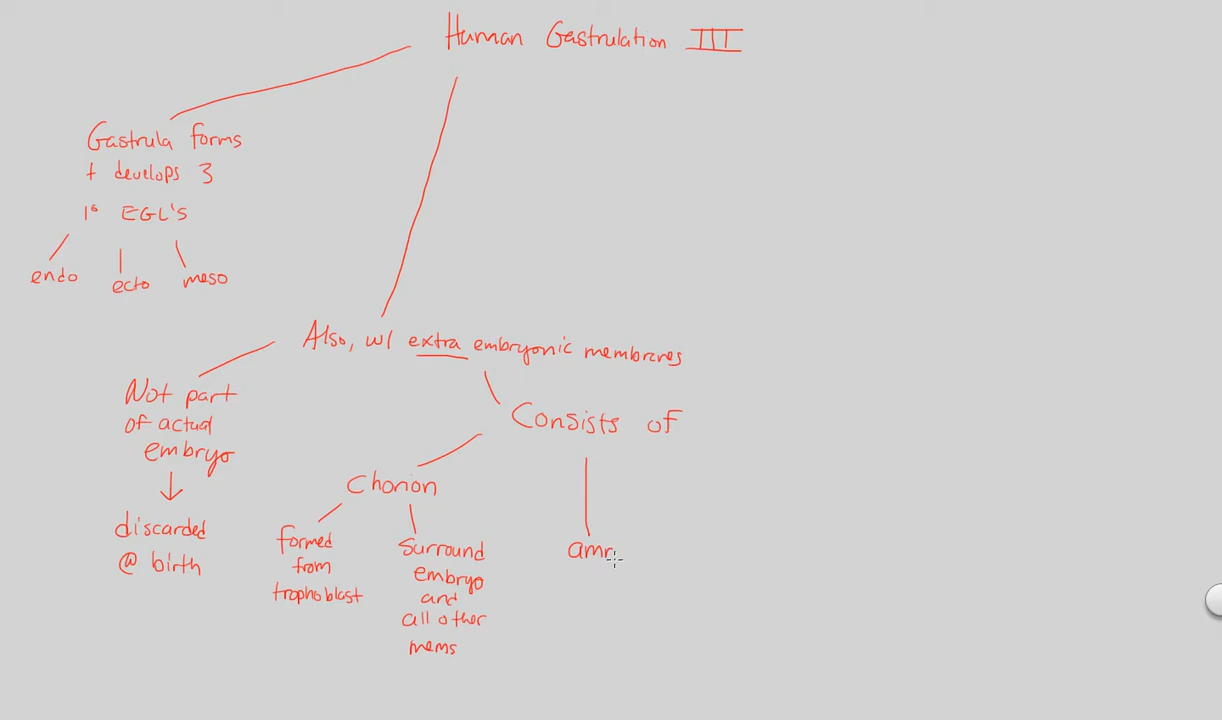 Human Gastrulation III
Gastrula forms
+ develops 3
1° EGL's
endo
ecto
meso
Also, w/ extra embryonic membranes
Not part
of actual
embryo
discarded
@ birth
Consists of
Chorion
formed
from
trophoblast
Surround
embryo
and
all other
mems
amn